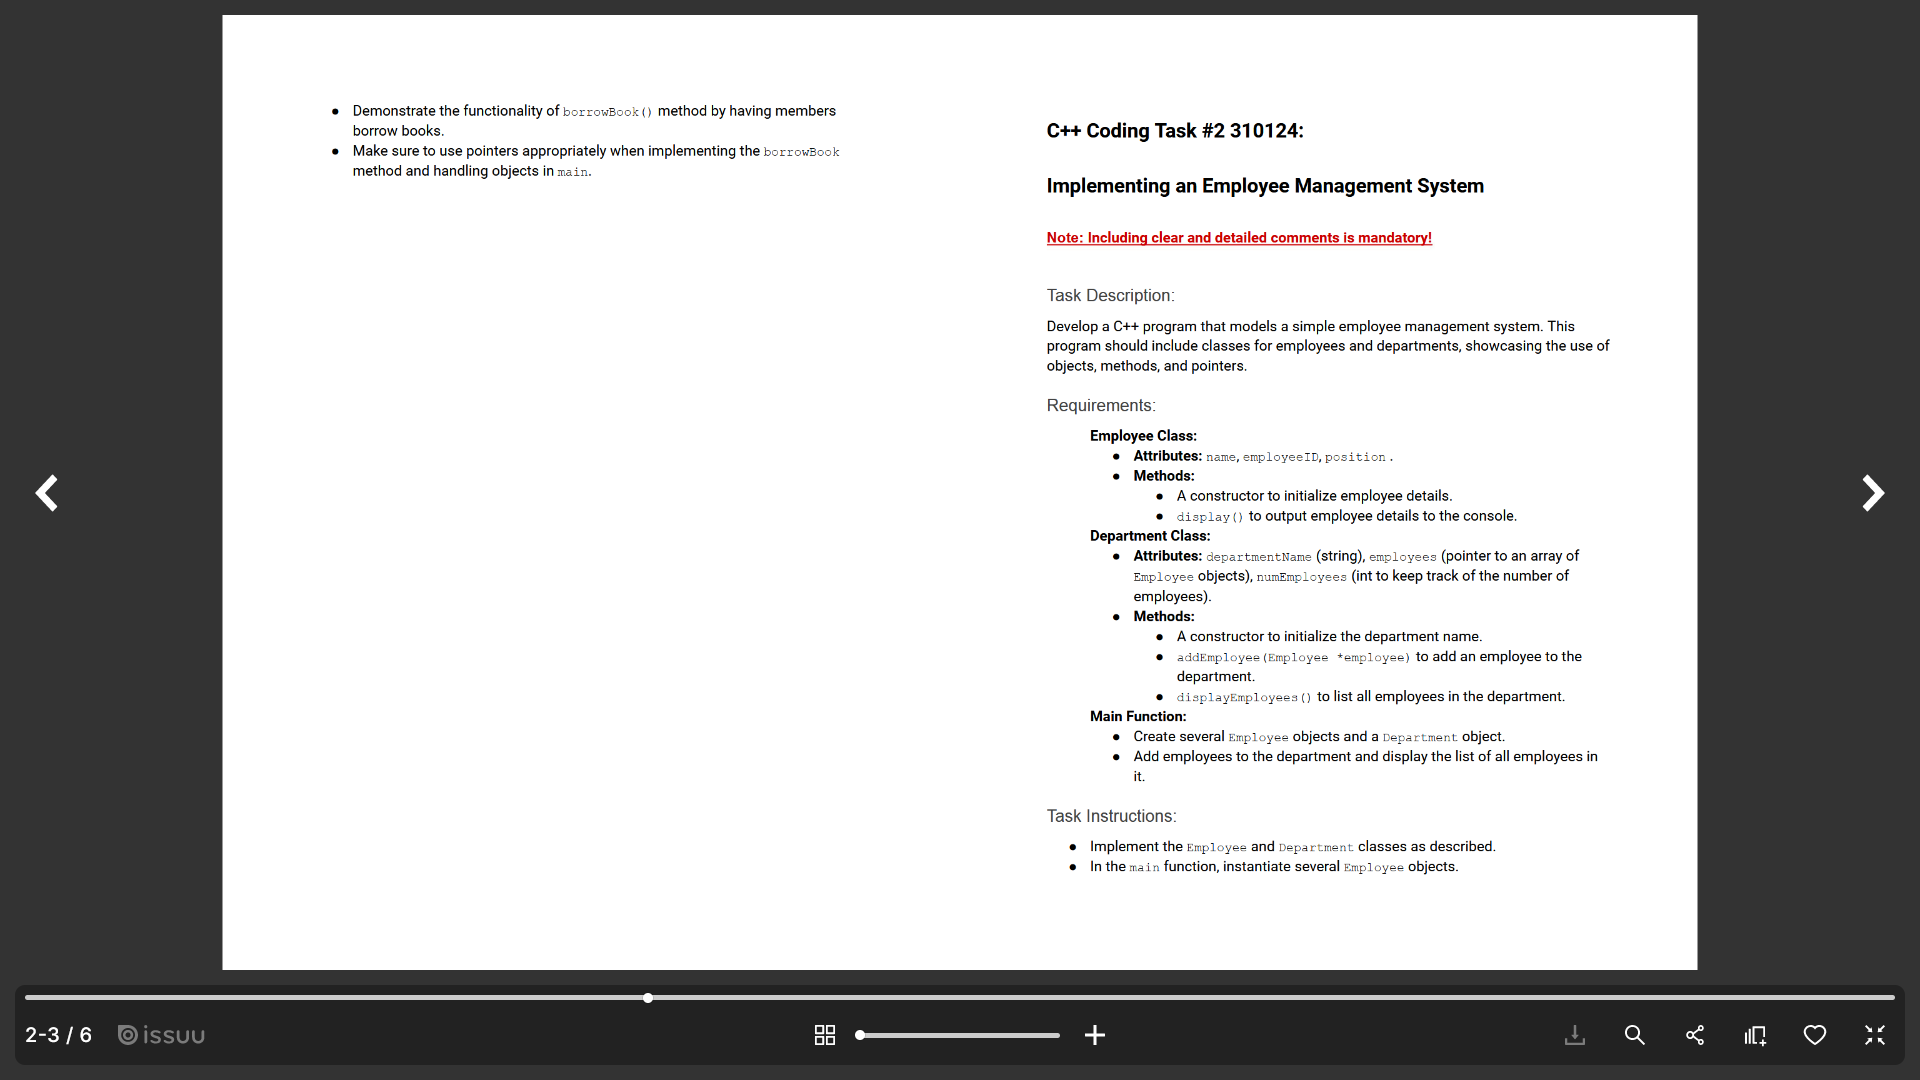 ● Demonstrate the functionality of borrowBook() method by having members
borrow books.
● Make sure to use pointers appropriately when implementing the borrowBook
method and handling objects in main.
C++ Coding Task #2 310124:
Implementing an Employee Management System
Note: Including clear and detailed comments is mandatory!
Task Description:
Develop a C++ program that models a simple employee management system. This
program should include classes for employees and departments, showcasing the use of
objects, methods, and pointers.
Requirements:
Employee Class:
● Attributes: name, employeeID, position.
● Methods:
● A constructor to initialize employee details.
● display() to output employee details to the console.
Department Class:
● Attributes: departmentName (string), employees (pointer to an array of
Employee objects), numEmployees (int to keep track of the number of
employees).
● Methods:
● A constructor to initialize the department name.
● addEmployee(Employee *employee) to add an employee to the
department.
● displayEmployees() to list all employees in the department.
Main Function:
● Create several Employee objects and a Department object.
● Add employees to the department and display the list of all employees in
it.
Task Instructions:
● Implement the Employee and Department classes as described.
● In the main function, instantiate several Employee objects.
2-3 / 6 issuu